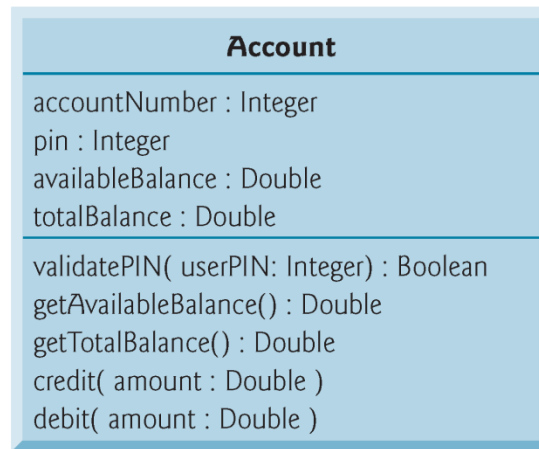 Account
accountNumber : Integer
pin : Integer
availableBalance : Double
totalBalance : Double
validatePIN( userPIN: Integer) : Boolean
getAvailableBalance() : Double
getTotalBalance() : Double
credit( amount : Double )
debit( amount : Double )